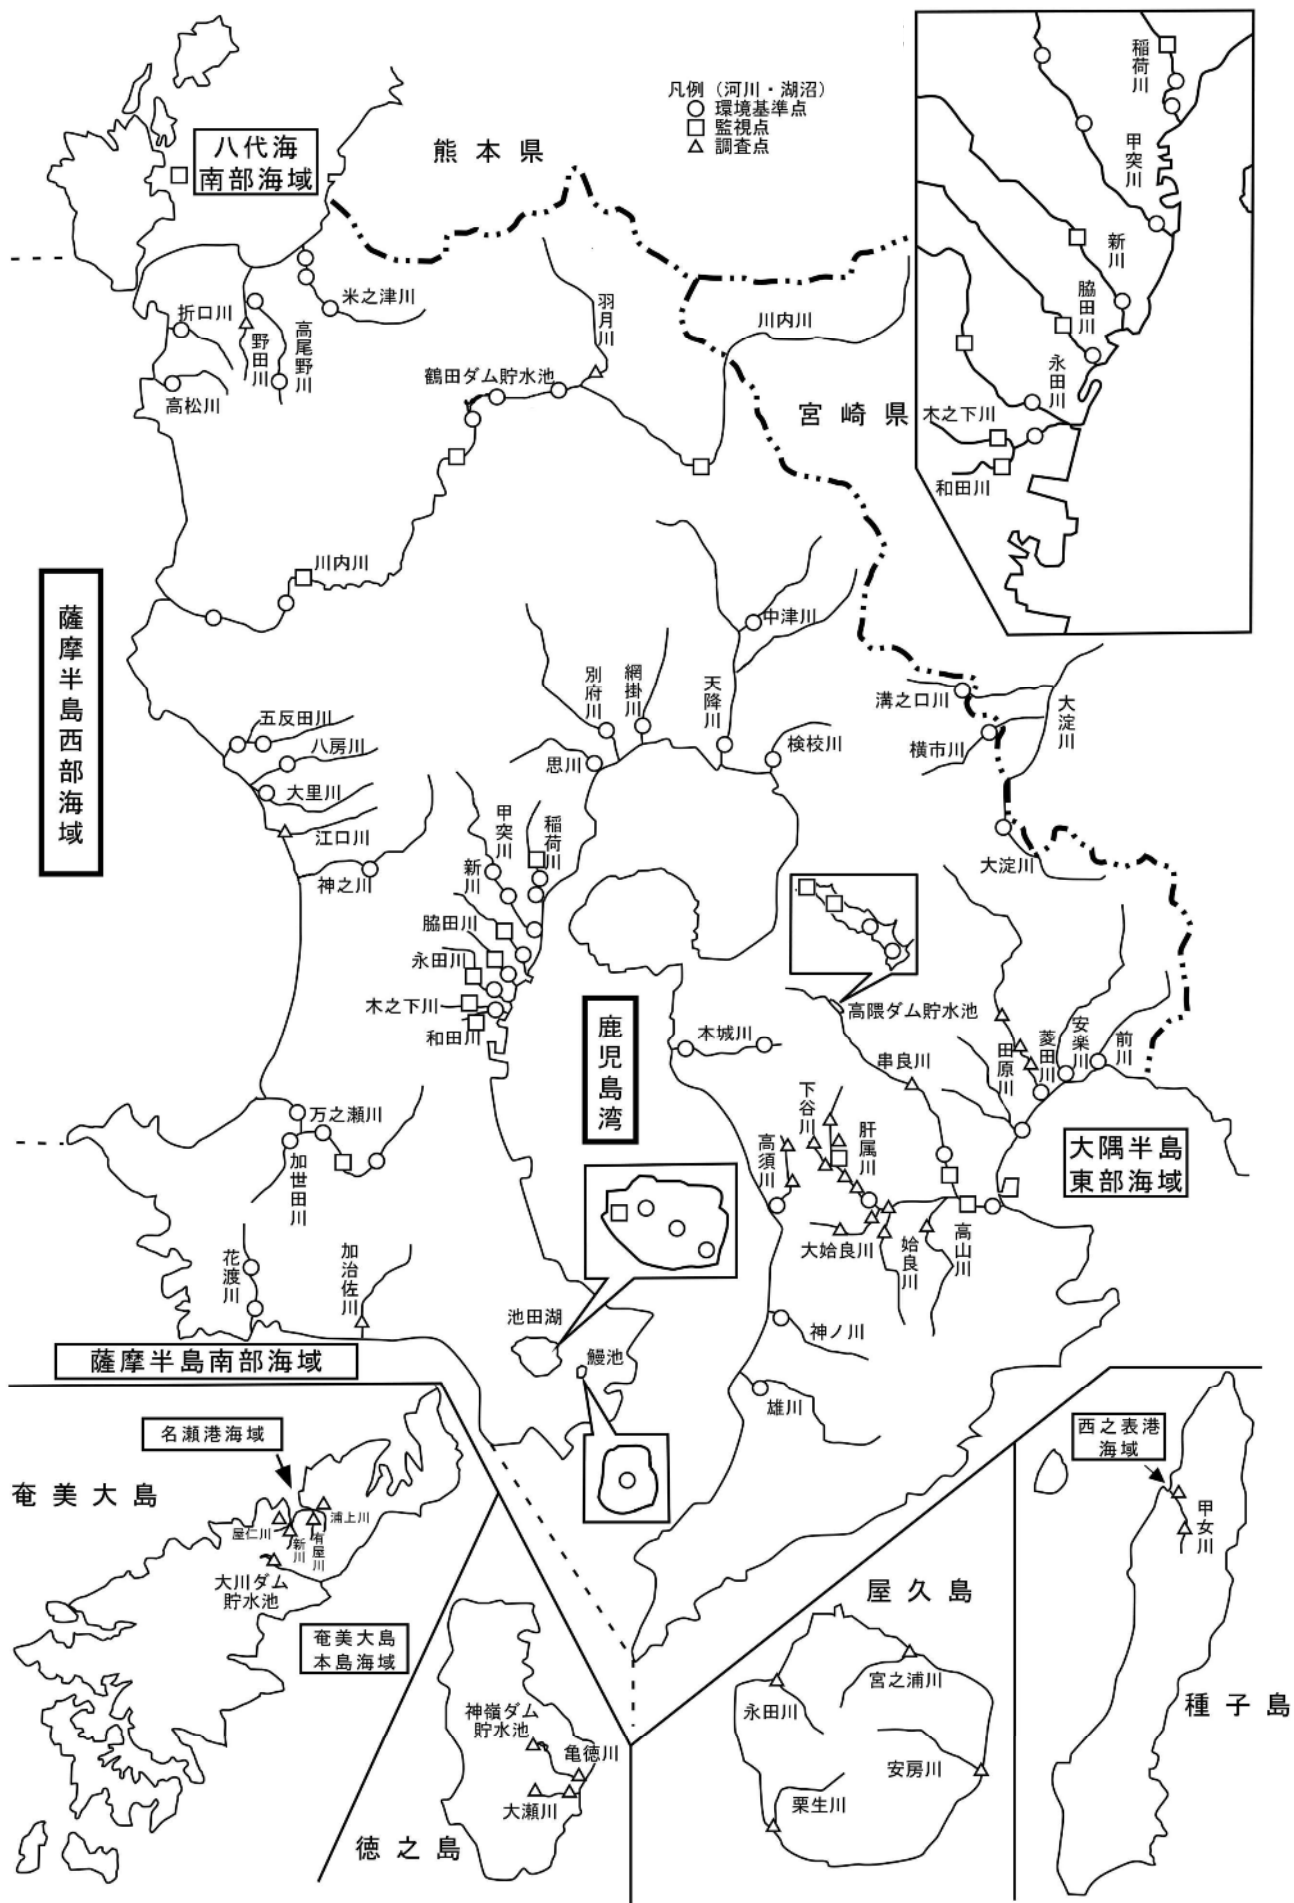 凡例（河川・湖沼）
○ 環境基準点
□ 監視点
△ 調査点
八代海
南部海域
熊本県
稲荷川
甲突川
新川
脇田川
永田川
木之下川
和田川
米之津川
折口川
野田川
高尾野川
高松川
羽月川
川内川
鶴田ダム貯水池
宮崎県
川内川
薩摩半島西部海域
中津川
別府川
網掛川
天降川
検校川
思川
溝之口川
横市川
大淀川
大淀川
五反田川
八房川
大里川
江口川
神之川
甲突川
稲荷川
新川
脇田川
永田川
木之下川
和田川
鹿児島湾
本城川
高隈ダム貯水池
串良川
田原川
菱田川
安楽川
前川
大隅半島
東部海域
下谷川
肝属川
高須川
大姶良川
姶良川
高山川
万之瀬川
加世田川
花渡川
加治佐川
池田湖
鰻池
神ノ川
雄川
薩摩半島南部海域
名瀬港海域
奄美大島
屋仁川
新川
有屋川
浦上川
大川ダム
貯水池
奄美大島
本島海域
神嶺ダム
貯水池
亀徳川
大瀬川
徳之島
屋久島
宮之浦川
永田川
安房川
栗生川
西之表港
海域
甲女川
種子島